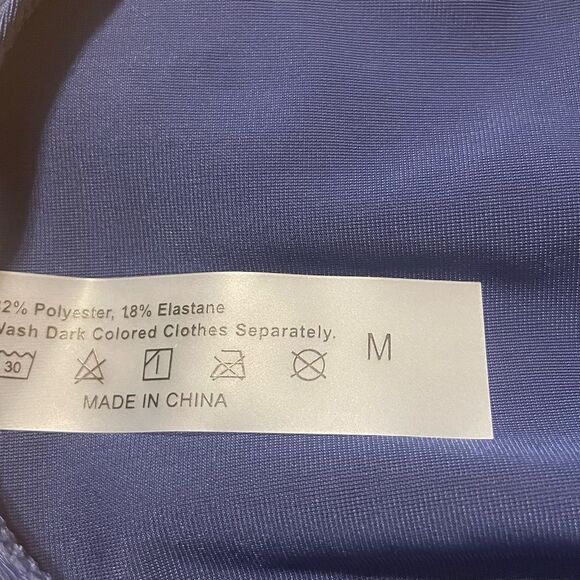 2% Polyester, 18% Elastane
Wash Dark Colored Clothes Separately.
30
M
MADE IN CHINA